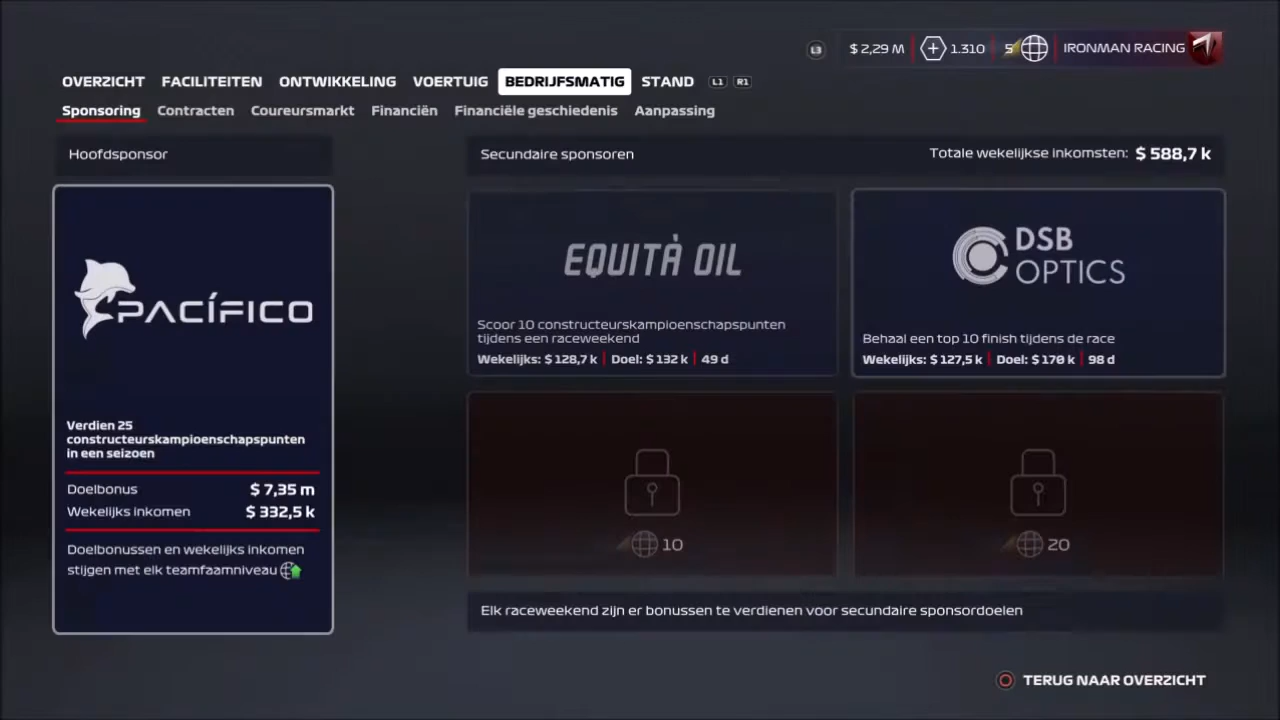 L3 $ 2,29 M 1.310 5 IRONMAN RACING
OVERZICHT FACILITEITEN ONTWIKKELING VOERTUIG BEDRIJFSMATIG STAND L1 R1
Sponsoring Contracten Coureursmarkt Financiën Financiële geschiedenis Aanpassing
Hoofdsponsor
PACÍFICO
Verdien 25
constructeurskampioenschapspunten
in een seizoen
Doelbonus $ 7,35 m
Wekelijks inkomen $ 332,5 k
Doelbonussen en wekelijks inkomen
stijgen met elk teamfaamniveau
Secundaire sponsoren Totale wekelijkse inkomsten: $ 588,7 k
EQUITÀ OIL
Scoor 10 constructeurskampioenschapspunten
tijdens een raceweekend
Wekelijks: $ 128,7 k Doel: $ 132 k 49 d
DSB
OPTICS
Behaal een top 10 finish tijdens de race
Wekelijks: $ 127,5 k Doel: $ 170 k 98 d
10
20
Elk raceweekend zijn er bonussen te verdienen voor secundaire sponsordoelen
TERUG NAAR OVERZICHT